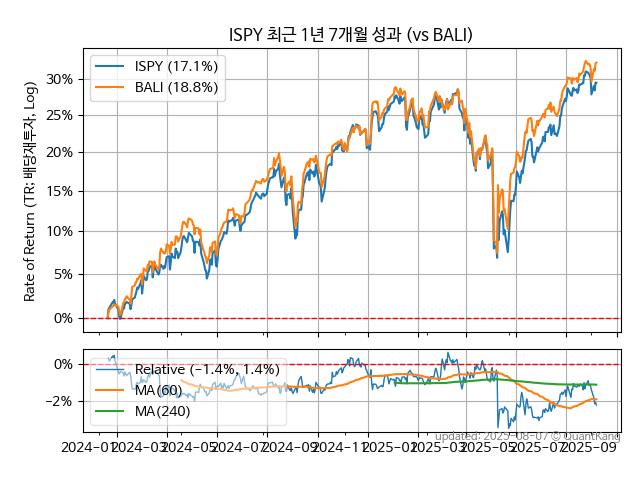 ISPY 최근 1년 7개월 성과 (vs BALI)
Rate of Return (TR: 배당재투자, Log)
ISPY (17.1%)
BALI (18.8%)
30%
25%
20%
15%
10%
5%
0%
0%
−2%
Relative (−1.4%, 1.4%)
MA(60)
MA(240)
2024−01 2024−03 2024−05 2024−07 2024−09 2024−11 2025−01 2025−03 2025−05 2025−07 2025−09
updated: 2025−08−07 © QuantKang